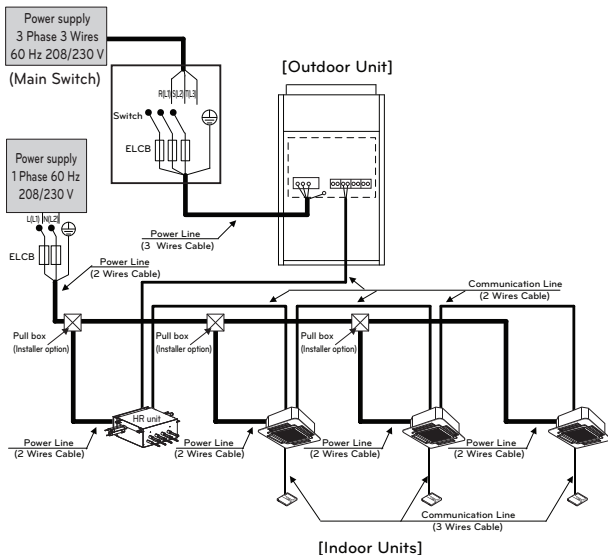 Power supply
3 Phase 3 Wires
60 Hz 208/230 V
(Main Switch)
[Outdoor Unit]
R(L1) S(L2) T(L3)
Switch
ELCB
Power supply
1 Phase 60 Hz
208/230 V
L(L1) N(L2)
ELCB
Power Line
(3 Wires Cable)
Power Line
(2 Wires Cable)
Communication Line
(2 Wires Cable)
Pull box
(Installer option)
Pull box
(Installer option)
Pull box
(Installer option)
HR unit
Power Line
(2 Wires Cable)
Power Line
(2 Wires Cable)
Power Line
(2 Wires Cable)
Power Line
(2 Wires Cable)
Communication Line
(3 Wires Cable)
[Indoor Units]